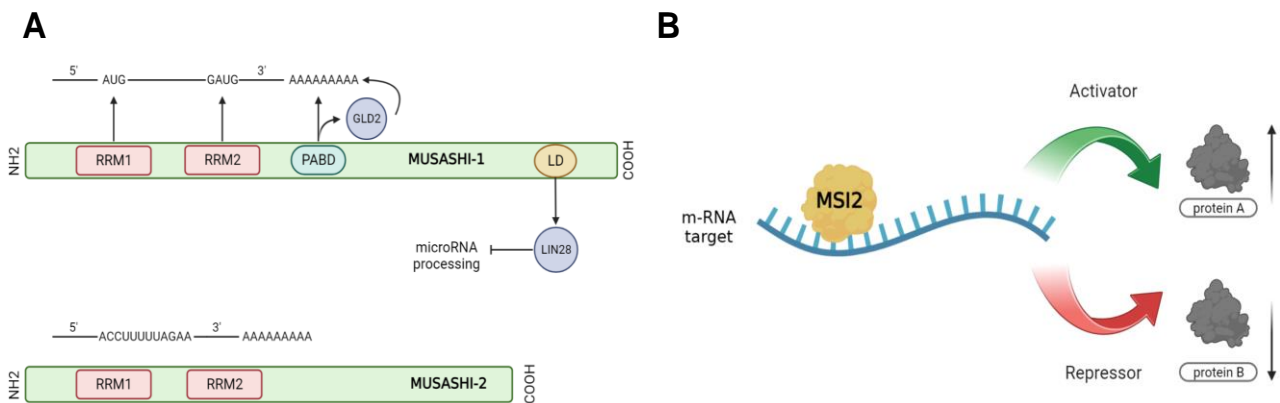 A
5' AUG GAUG 3' AAAAAAAAA
GLD2
NH2 RRM1 RRM2 PABD MUSASHI-1 LD COOH
microRNA
processing
LIN28
5' ACCUUUUUAGAA 3' AAAAAAAAA
NH2 RRM1 RRM2 MUSASHI-2 COOH
B
Activator
MSI2
m-RNA
target
protein A
Repressor
protein B